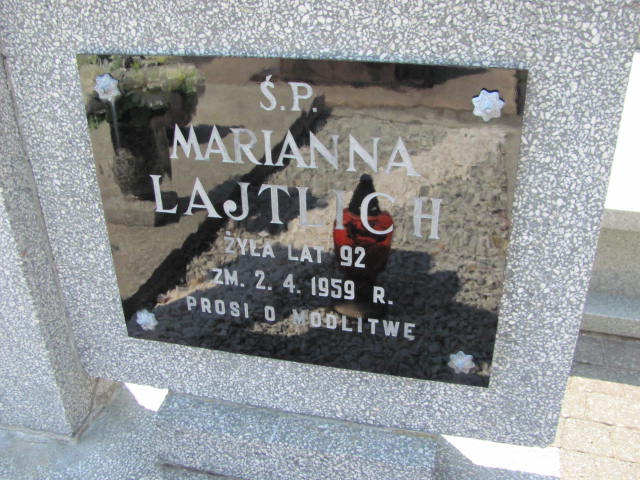 Ś.P.
MARIANNA
LAJTLICH
ŻYŁA LAT 92
ZM. 2. 4. 1959 R.
PROSI O MODLITWĘ